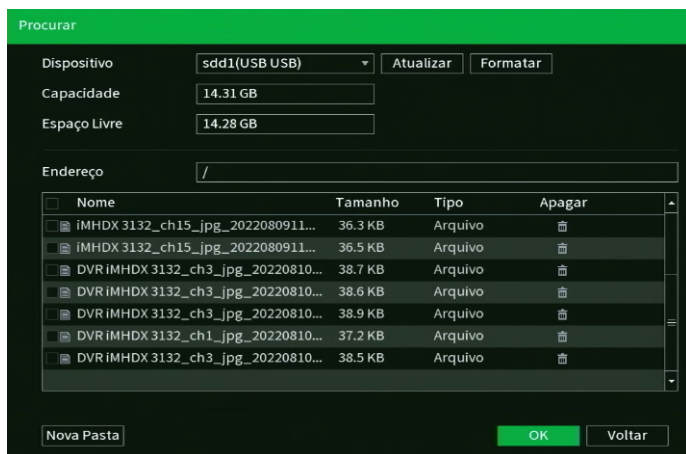 Procurar
Dispositivo sdd1(USB USB) Atualizar Formatar
Capacidade 14.31 GB
Espaço Livre 14.28 GB
Endereço /
Nome Tamanho Tipo Apagar
iMHDX 3132_ch15_jpg_2022080911... 36.3 KB Arquivo
iMHDX 3132_ch15_jpg_2022080911... 36.5 KB Arquivo
DVR iMHDX 3132_ch3_jpg_20220810... 38.7 KB Arquivo
DVR iMHDX 3132_ch3_jpg_20220810... 38.6 KB Arquivo
DVR iMHDX 3132_ch3_jpg_20220810... 38.9 KB Arquivo
DVR iMHDX 3132_ch1_jpg_20220810... 37.2 KB Arquivo
DVR iMHDX 3132_ch3_jpg_20220810... 38.5 KB Arquivo
Nova Pasta OK Voltar